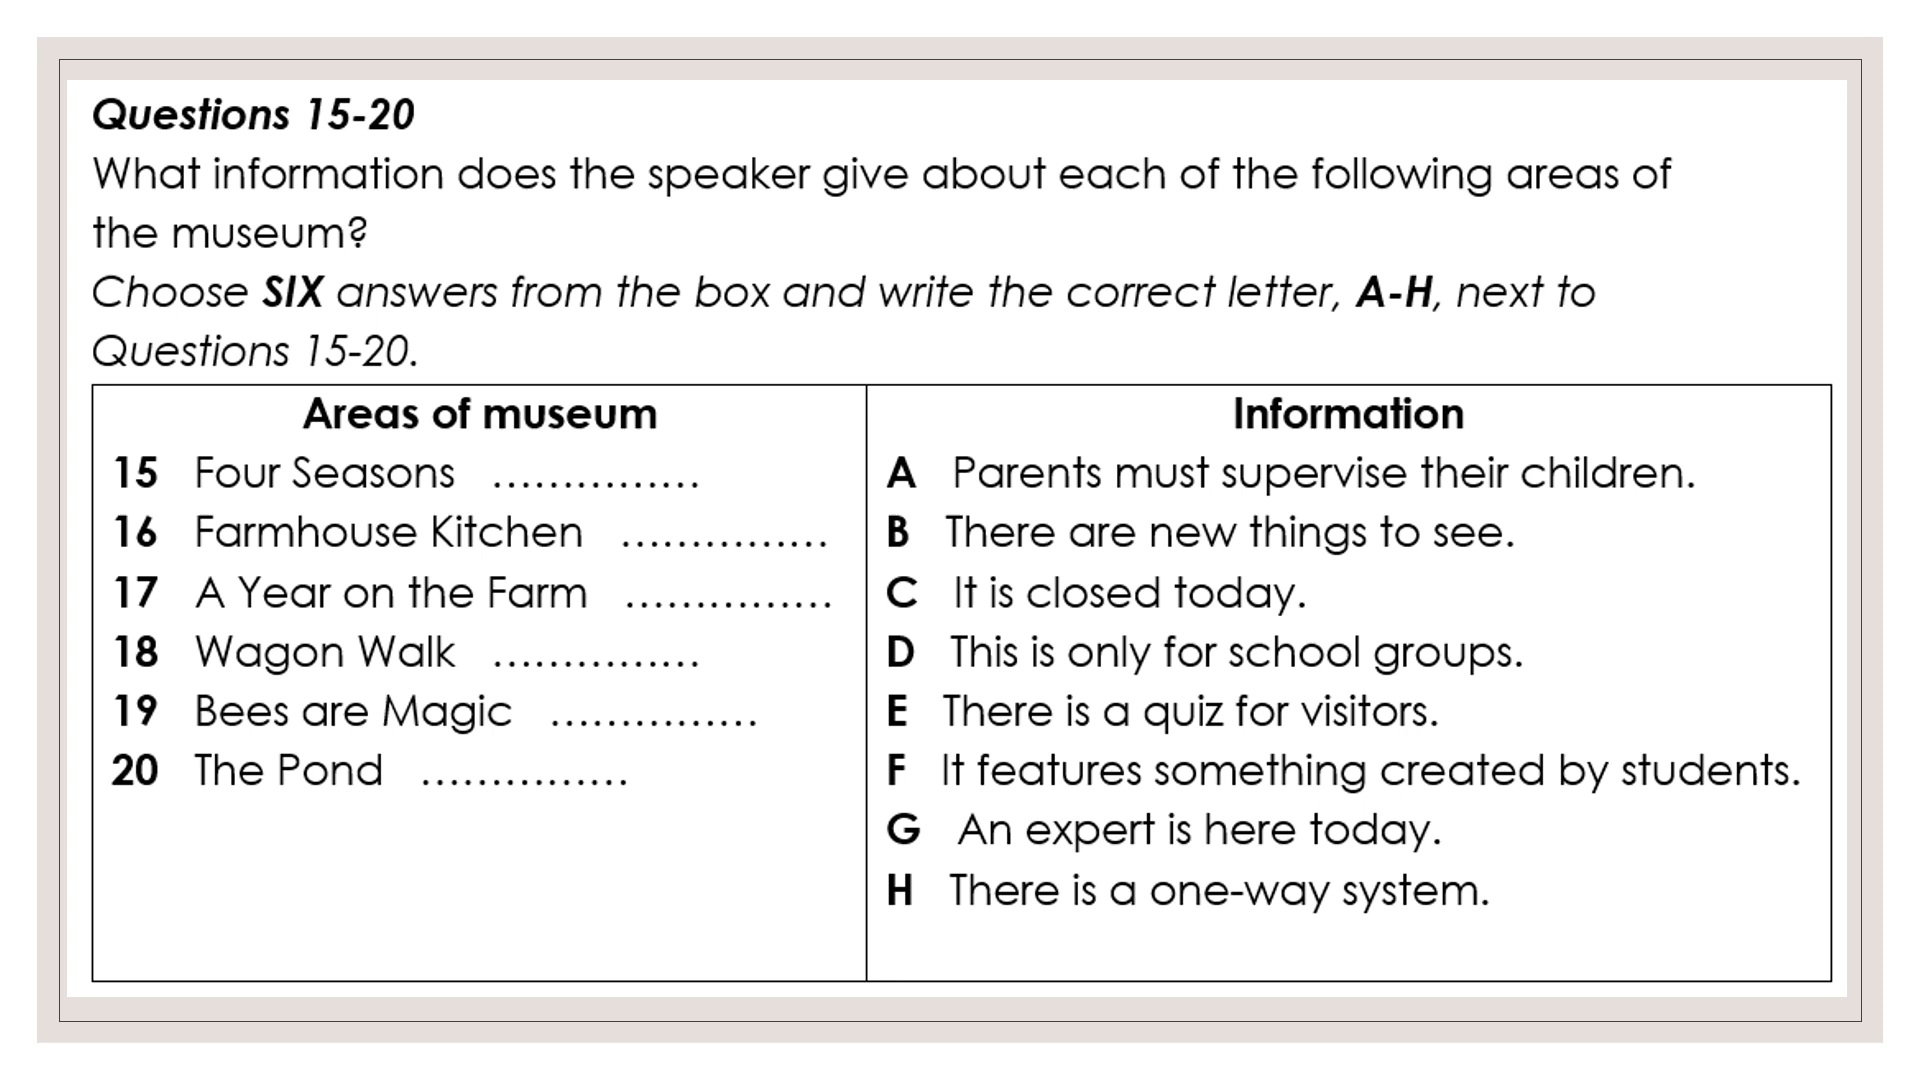 Questions 15-20
What information does the speaker give about each of the following areas of
the museum?
Choose SIX answers from the box and write the correct letter, A-H, next to
Questions 15-20.
Areas of museum
15 Four Seasons ...............
16 Farmhouse Kitchen ...............
17 A Year on the Farm ...............
18 Wagon Walk ...............
19 Bees are Magic ...............
20 The Pond ...............
Information
A Parents must supervise their children.
B There are new things to see.
C It is closed today.
D This is only for school groups.
E There is a quiz for visitors.
F It features something created by students.
G An expert is here today.
H There is a one-way system.